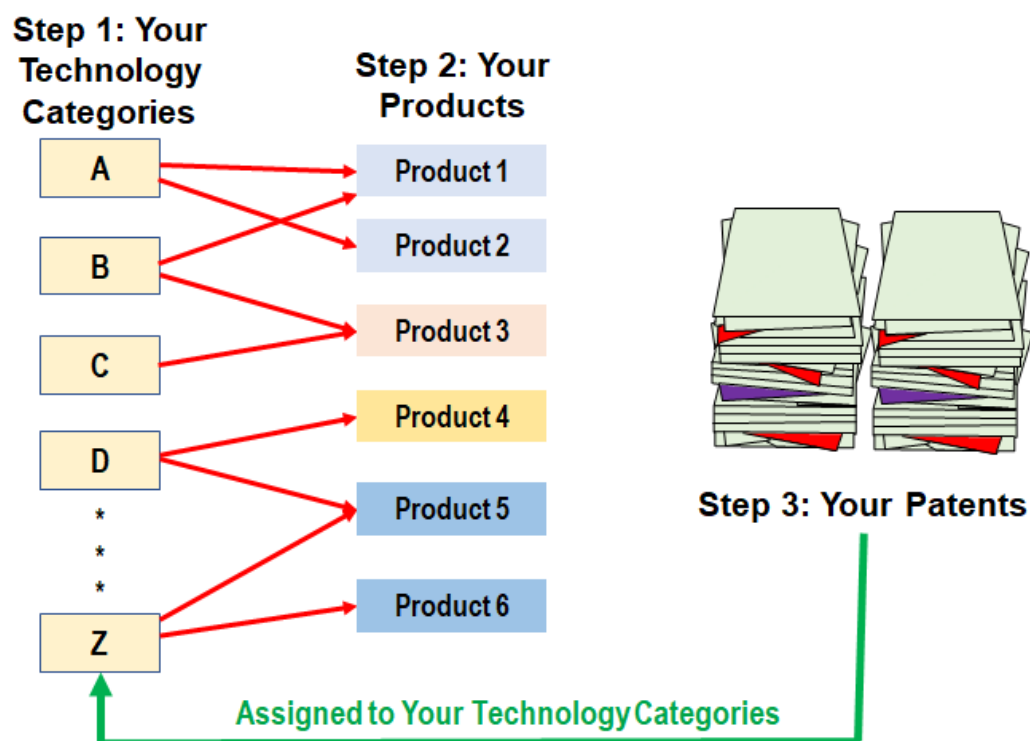 Step 1: Your
Technology
Categories
A
B
C
D
*
*
*
Z
Step 2: Your
Products
Product 1
Product 2
Product 3
Product 4
Product 5
Product 6
Step 3: Your Patents
Assigned to Your Technology Categories